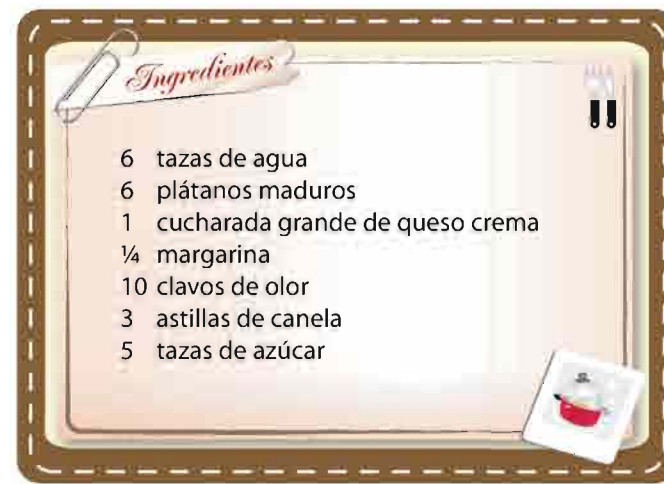 Ingredientes
6 tazas de agua
6 plátanos maduros
1 cucharada grande de queso crema
¼ margarina
10 clavos de olor
3 astillas de canela
5 tazas de azúcar